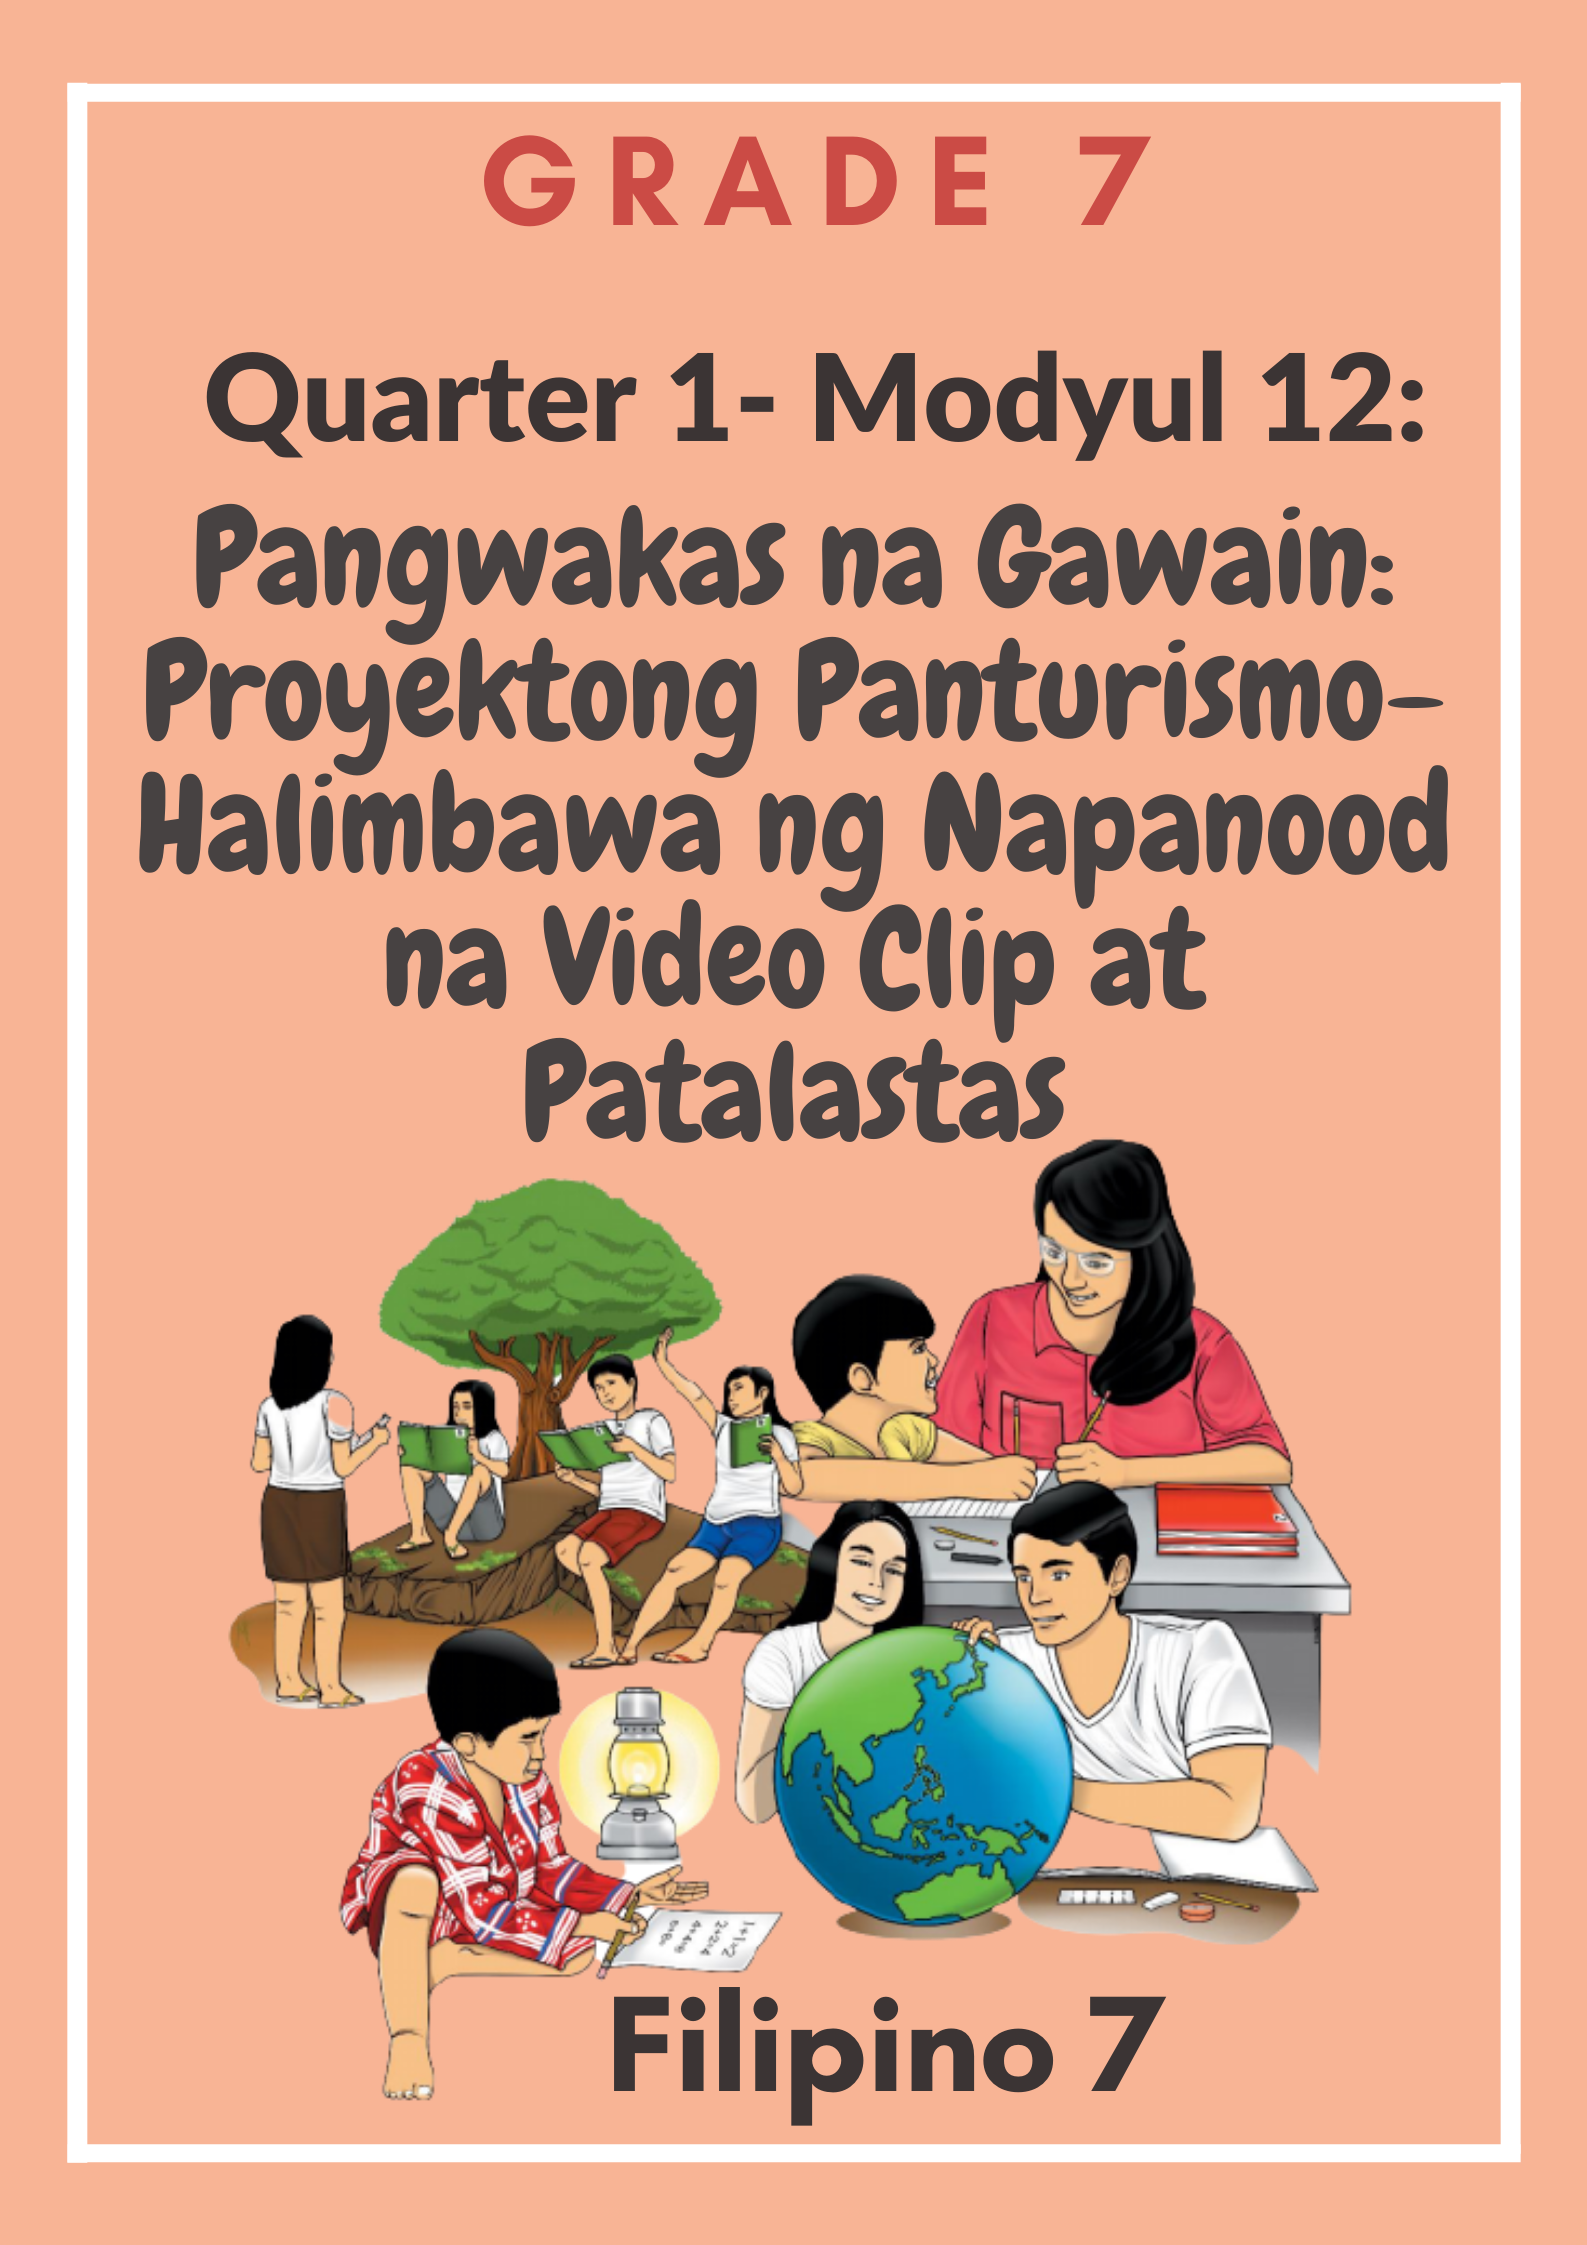 GRADE 7
Quarter 1- Modyul 12:
Pangwakas na Gawain:
Proyektong Panturismo-
Halimbawa ng Napanood
na Video Clip at
Patalastas
Filipino 7